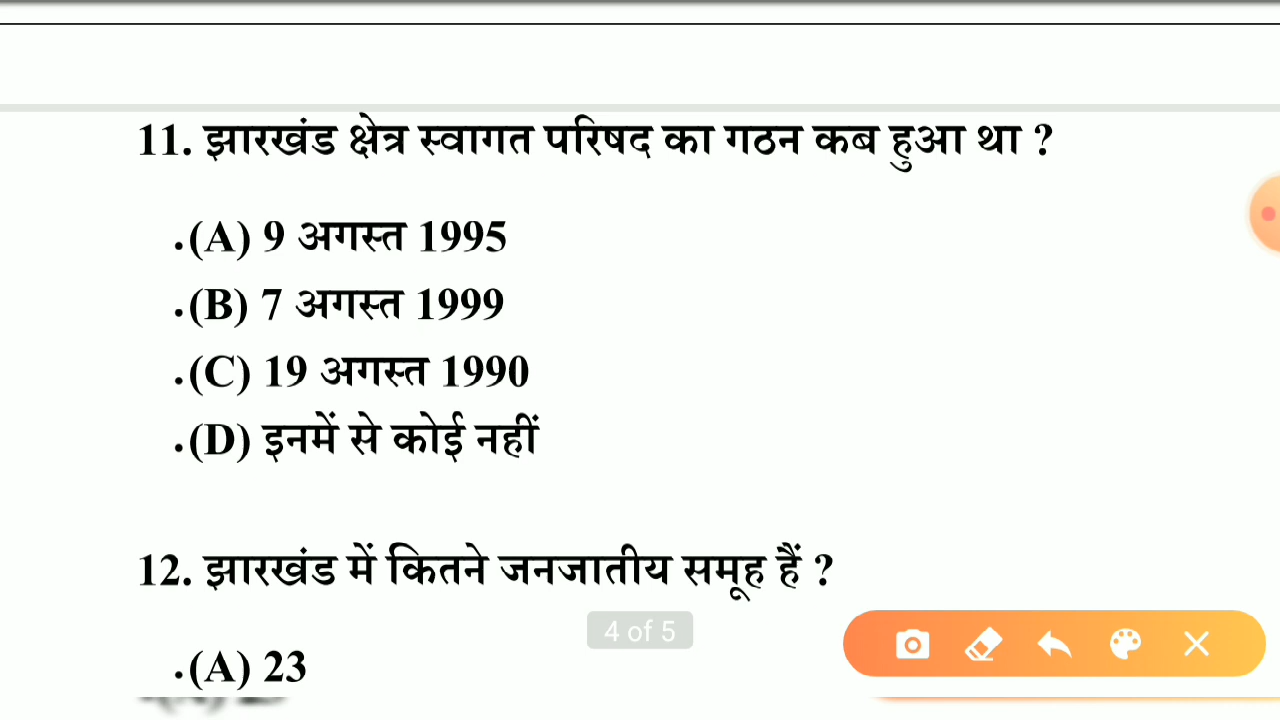 11. झारखंड क्षेत्र स्वागत परिषद का गठन कब हुआ था ?
.(A) 9 अगस्त 1995
.(B) 7 अगस्त 1999
.(C) 19 अगस्त 1990
.(D) इनमें से कोई नहीं
12. झारखंड में कितने जनजातीय समूह हैं ?
4 of 5
.(A) 23